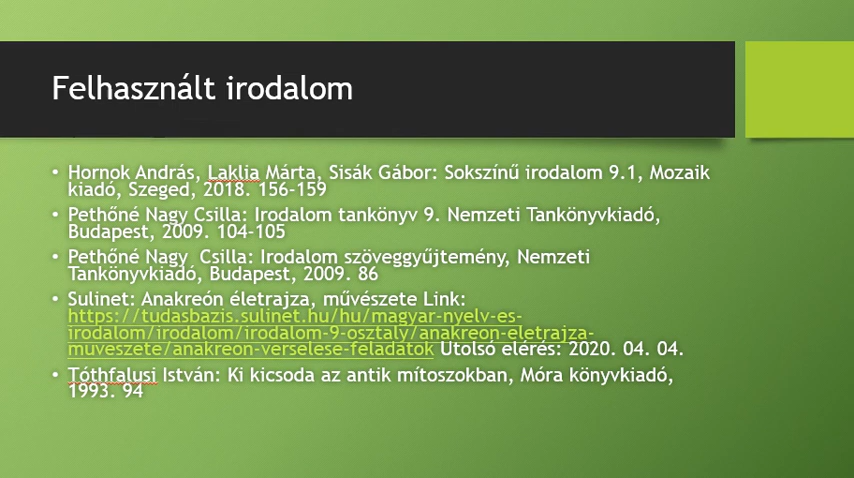 Felhasznált irodalom
• Hornok András, Laklia Márta, Sisák Gábor: Sokszínű irodalom 9.1, Mozaik
kiadó, Szeged, 2018. 156-159
• Pethőné Nagy Csilla: Irodalom tankönyv 9. Nemzeti Tankönyvkiadó,
Budapest, 2009. 104-105
• Pethőné Nagy Csilla: Irodalom szöveggyűjtemény, Nemzeti
Tankönyvkiadó, Budapest, 2009. 86
• Sulinet: Anakreón életrajza, művészete Link:
https://tudasbazis.sulinet.hu/hu/magyar-nyelv-es-
irodalom/irodalom/irodalom-9-osztaly/anakreon-eletrajza-
muveszete/anakreon-verselese-feladatok Utolsó elérés: 2020. 04. 04.
• Tóthfalusi István: Ki kicsoda az antik mítoszokban, Móra könyvkiadó,
1993. 94